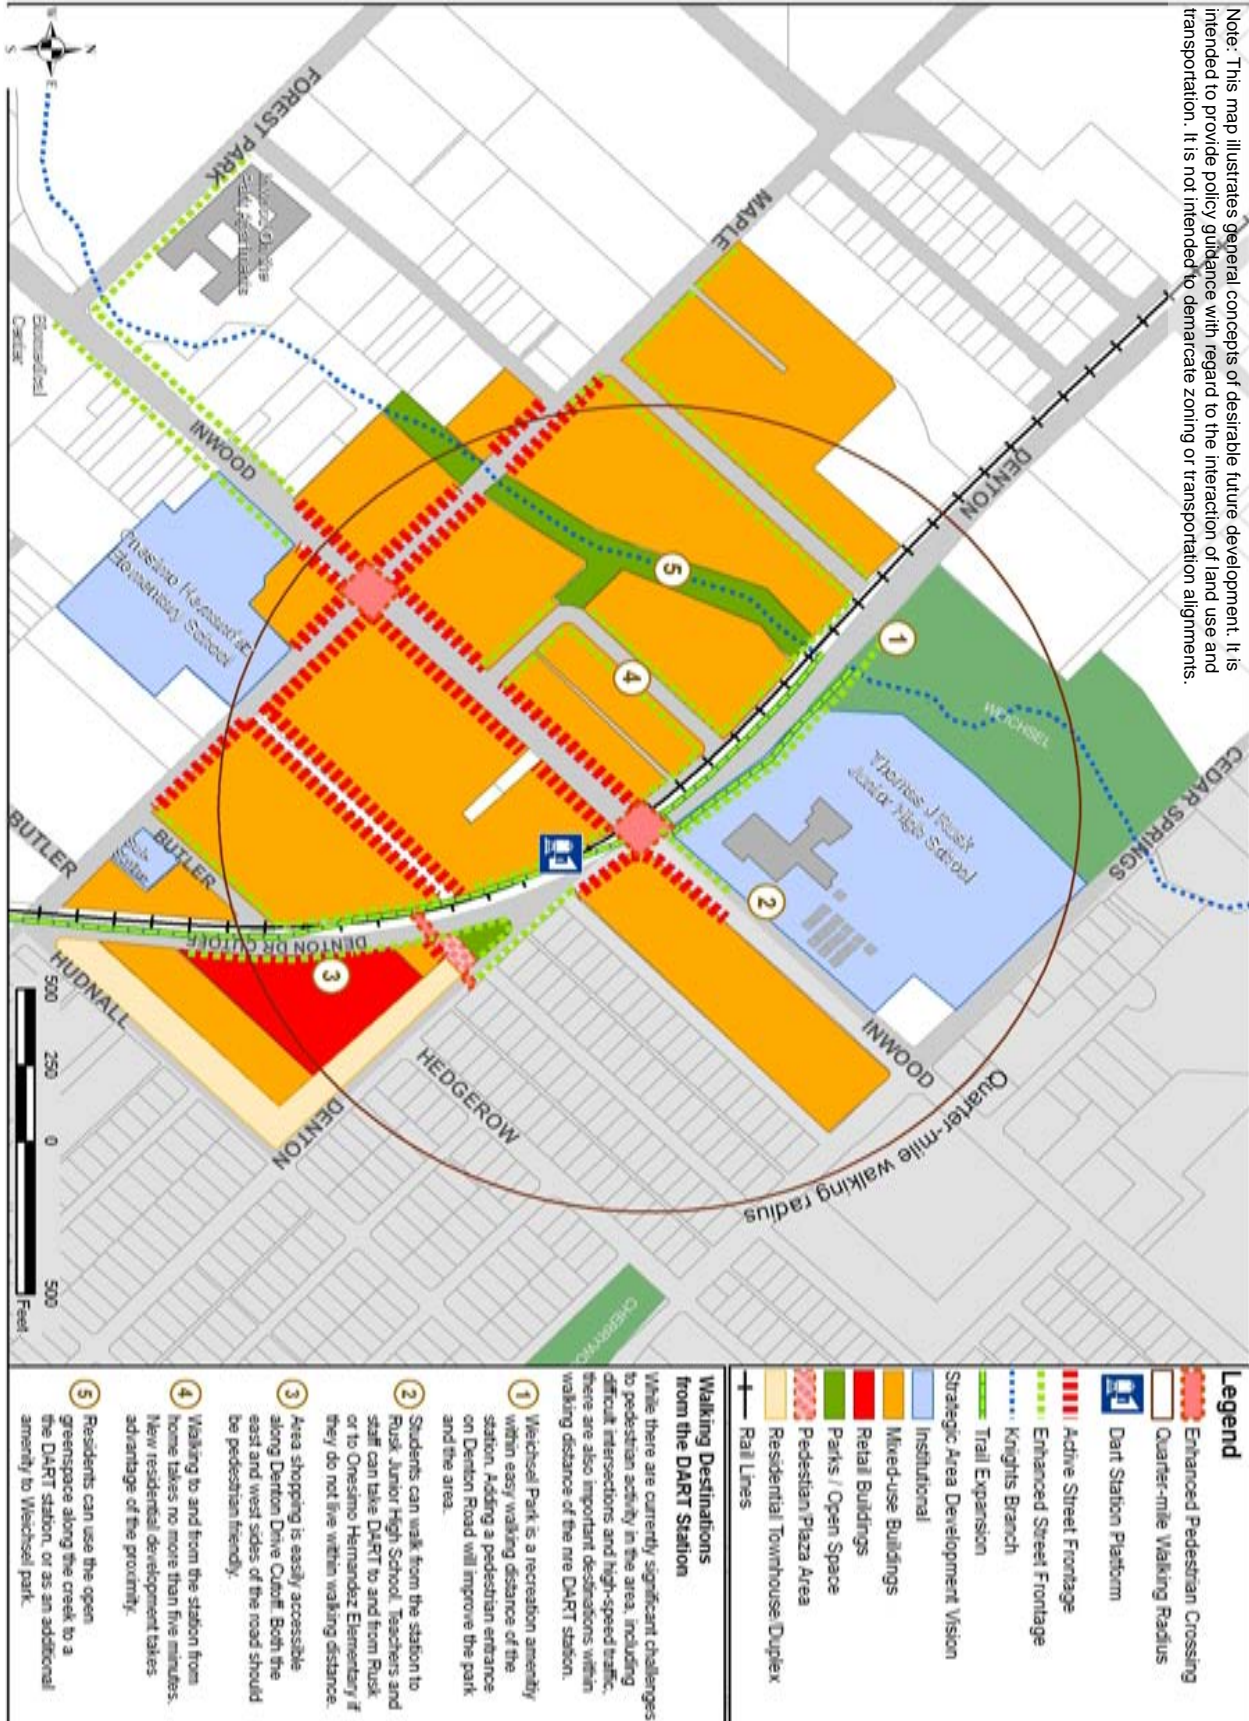 Note: This map illustrates general concepts of desirable future development. It is
intended to provide policy guidance with regard to the interaction of land use and
transportation. It is not intended to demarcate zoning or transportation alignments.
N
S
E
FOREST PARK
MAPLE
DENTON
WEICHSEL
CEDAR SPRINGS
Thomas J Rusk
Junior High School
INWOOD
Biomedical
Center
Onesimo Hernandez
Elementary School
INWOOD
BUTLER
BUTLER
DENTON DR CUTOFF
HUDNALL
HEDGEROW
DENTON
Quarter-mile walking radius
1
2
3
4
5
500
250
0
500
Feet
Legend
Enhanced Pedestrian Crossing
Quarter-mile Walking Radius
Dart Station Platform
Active Street Frontage
Enhanced Street Frontage
Knights Branch
Trail Expansion
Strategic Area Development Vision
Institutional
Mixed-use Buildings
Retail Buildings
Parks / Open Space
Pedestrian/Plaza Area
Residential Townhouse/Duplex
Rail Lines
Walking Destinations
from the DART Station
While there are currently significant challenges
to pedestrian activity in the area, including
difficult intersections and high-speed traffic,
there are also important destinations within
walking distance of the nre DART station.
1 Weichsel Park is a recreation amenitiy
within easy walking distance of the
station. Adding a pedestrian entrance
on Denton Road will improve the park
and the area.
2 Students can walk from the station to
Rusk Junior High School. Teachers and
staff can take DART to and from Rusk
or to Onesimo Hernandez Elementary if
they do not live within walking distance.
3 Area shopping is easily accessible
along Denton Drive Cutoff. Both the
east and west sides of the road should
be pedestrian friendly.
4 Walking to and from the station from
home takes no more than five minutes.
New residential development takes
advantage of the proximity.
5 Residents can use the open
greenspace along the creek to a
the DART station, or as an additional
amenity to Weichsell park.